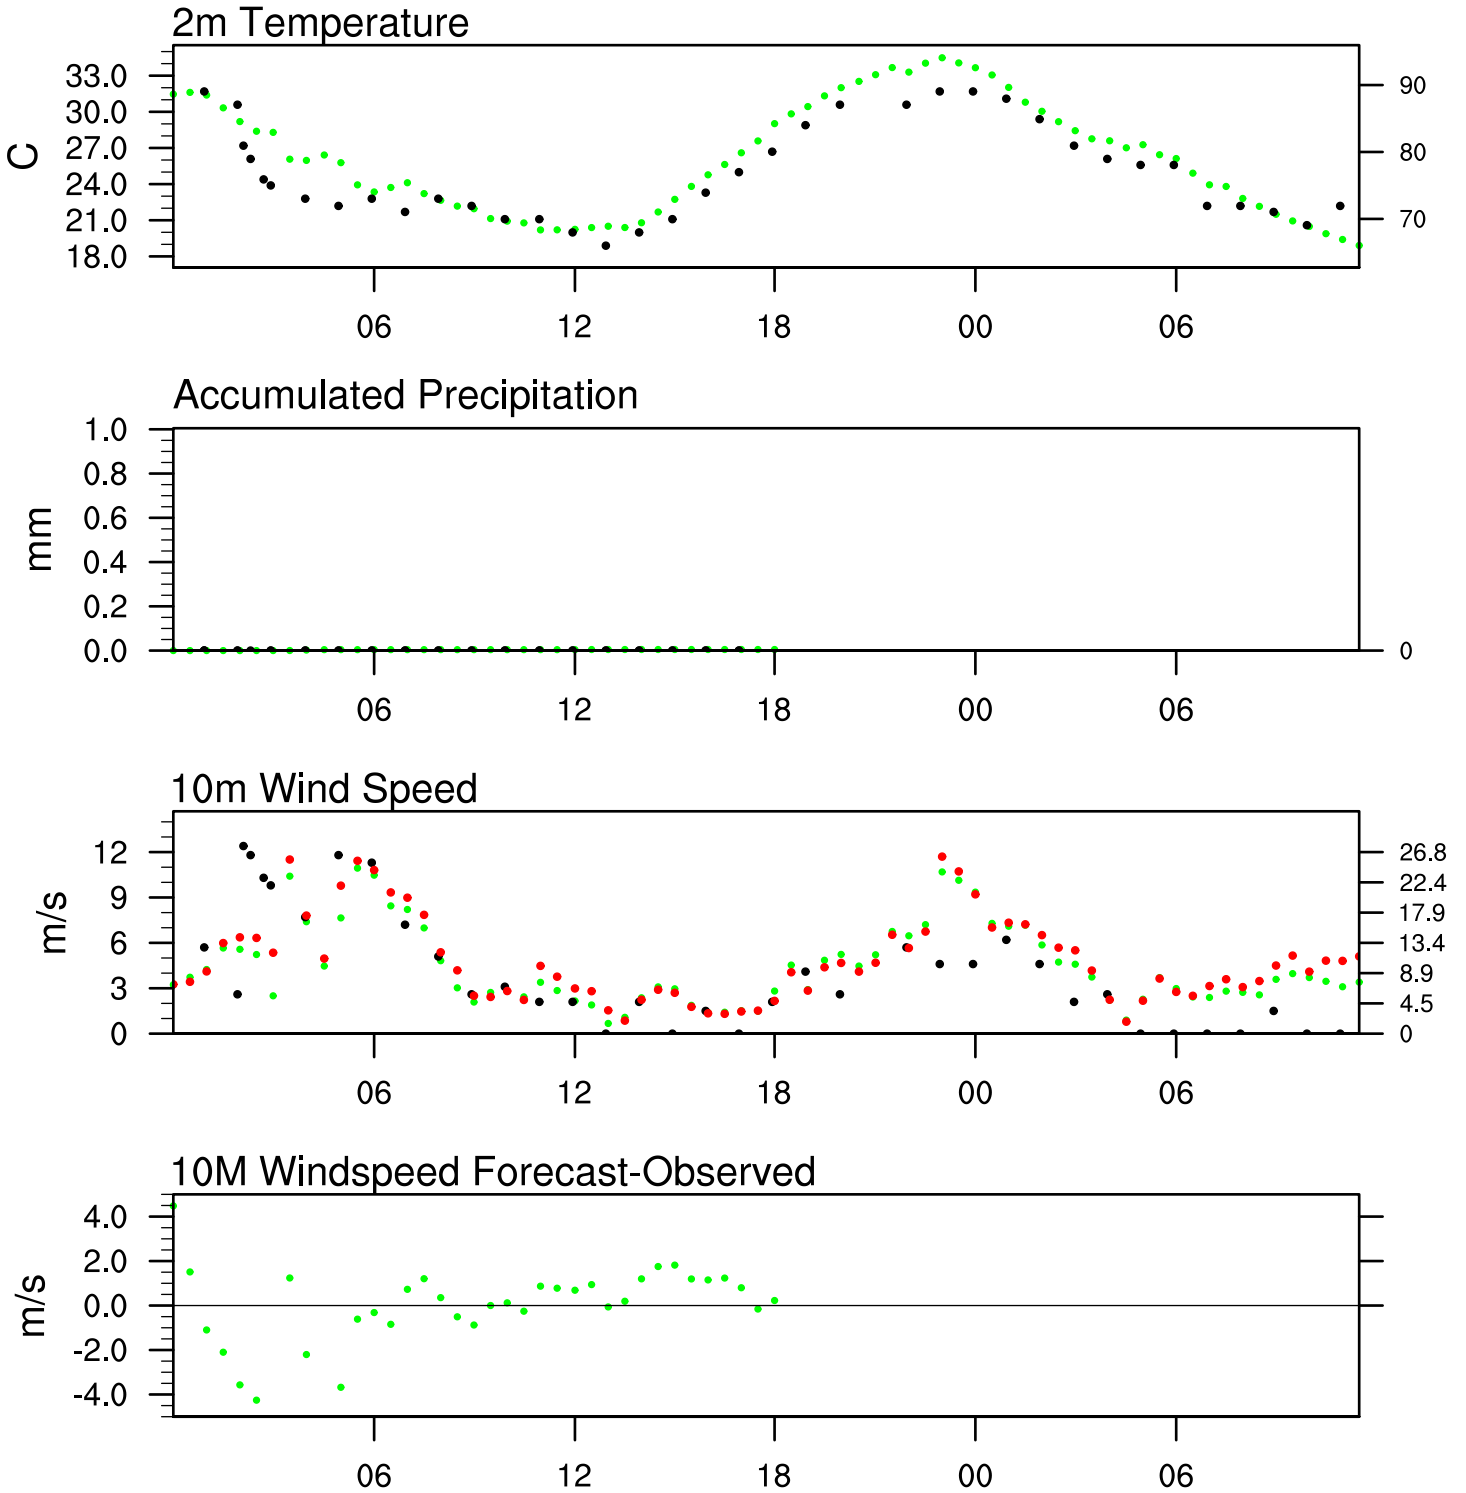 2m Temperature
33.0
30.0
27.0
24.0
21.0
18.0
C
90
80
70
06 12 18 00 06
Accumulated Precipitation
1.0
0.8
0.6
0.4
0.2
0.0
mm
0
06 12 18 00 06
10m Wind Speed
12
9
6
3
0
m/s
26.8
22.4
17.9
13.4
8.9
4.5
0
06 12 18 00 06
10M Windspeed Forecast-Observed
4.0
2.0
0.0
-2.0
-4.0
m/s
06 12 18 00 06